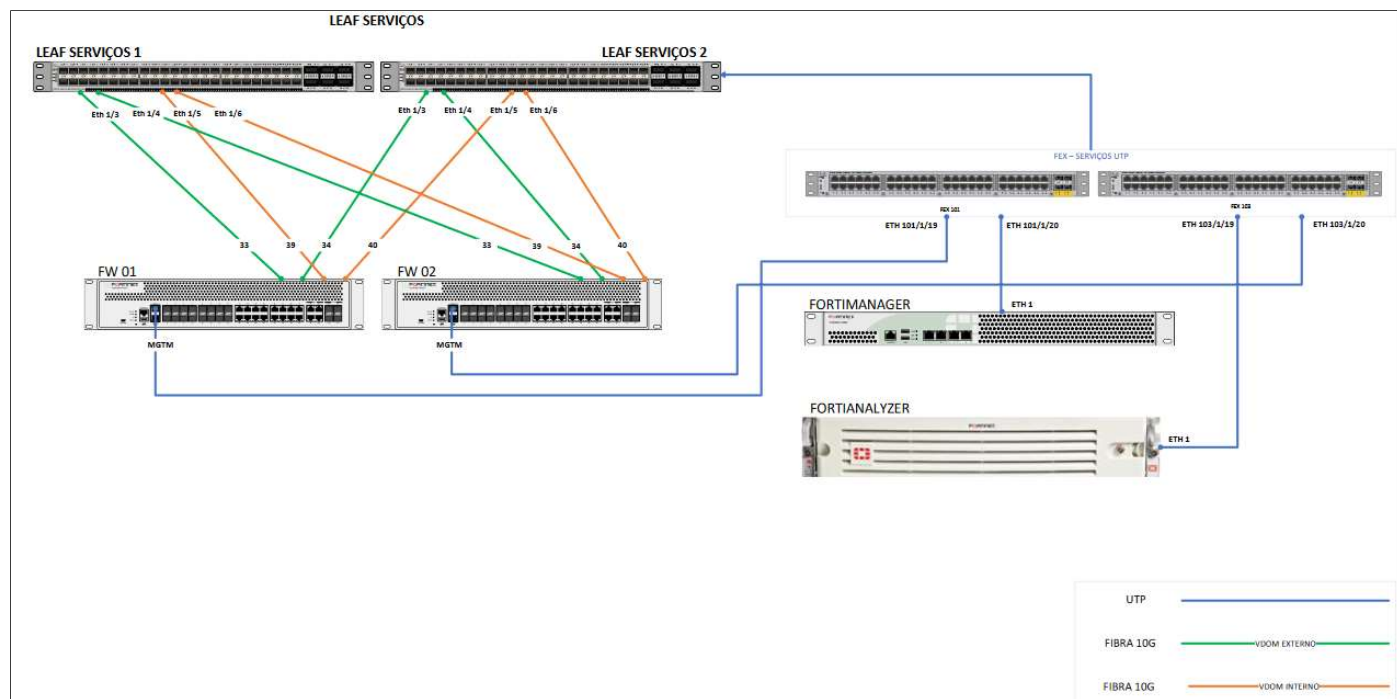 LEAF SERVIÇOS
LEAF SERVIÇOS 1
LEAF SERVIÇOS 2
Eth 1/3
Eth 1/4
Eth 1/5
Eth 1/6
Eth 1/3
Eth 1/4
Eth 1/5
Eth 1/6
FEX – SERVIÇOS UTP
FEX 101
FEX 103
ETH 101/1/19
ETH 101/1/20
ETH 103/1/19
ETH 103/1/20
33
39
34
40
33
39
34
40
FW 01
FW 02
FORTINET
FORTINET
MGTM
MGTM
FORTIMANAGER
ETH 1
FORTINET
FORTIANALYZER
FORTINET
ETH 1
UTP
FIBRA 10G
VDOM EXTERNO
FIBRA 10G
VDOM INTERNO